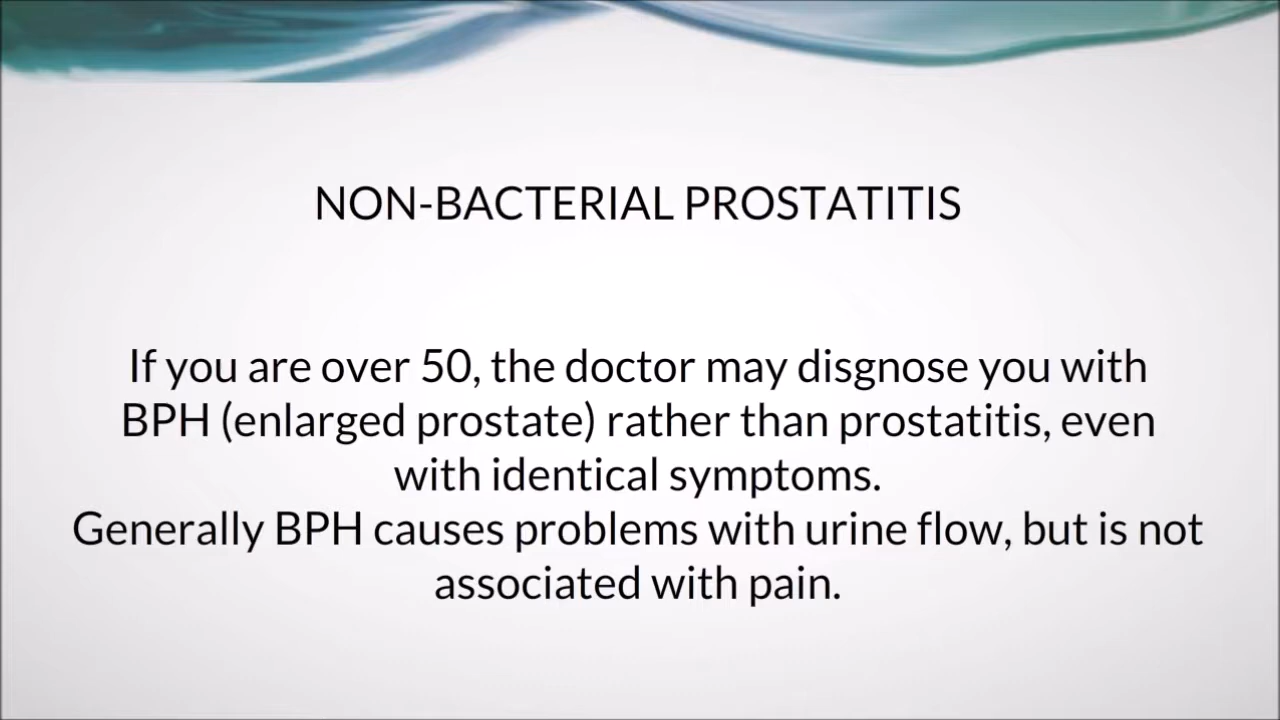 NON-BACTERIAL PROSTATITIS
If you are over 50, the doctor may disgnose you with
BPH (enlarged prostate) rather than prostatitis, even
with identical symptoms.
Generally BPH causes problems with urine flow, but is not
associated with pain.